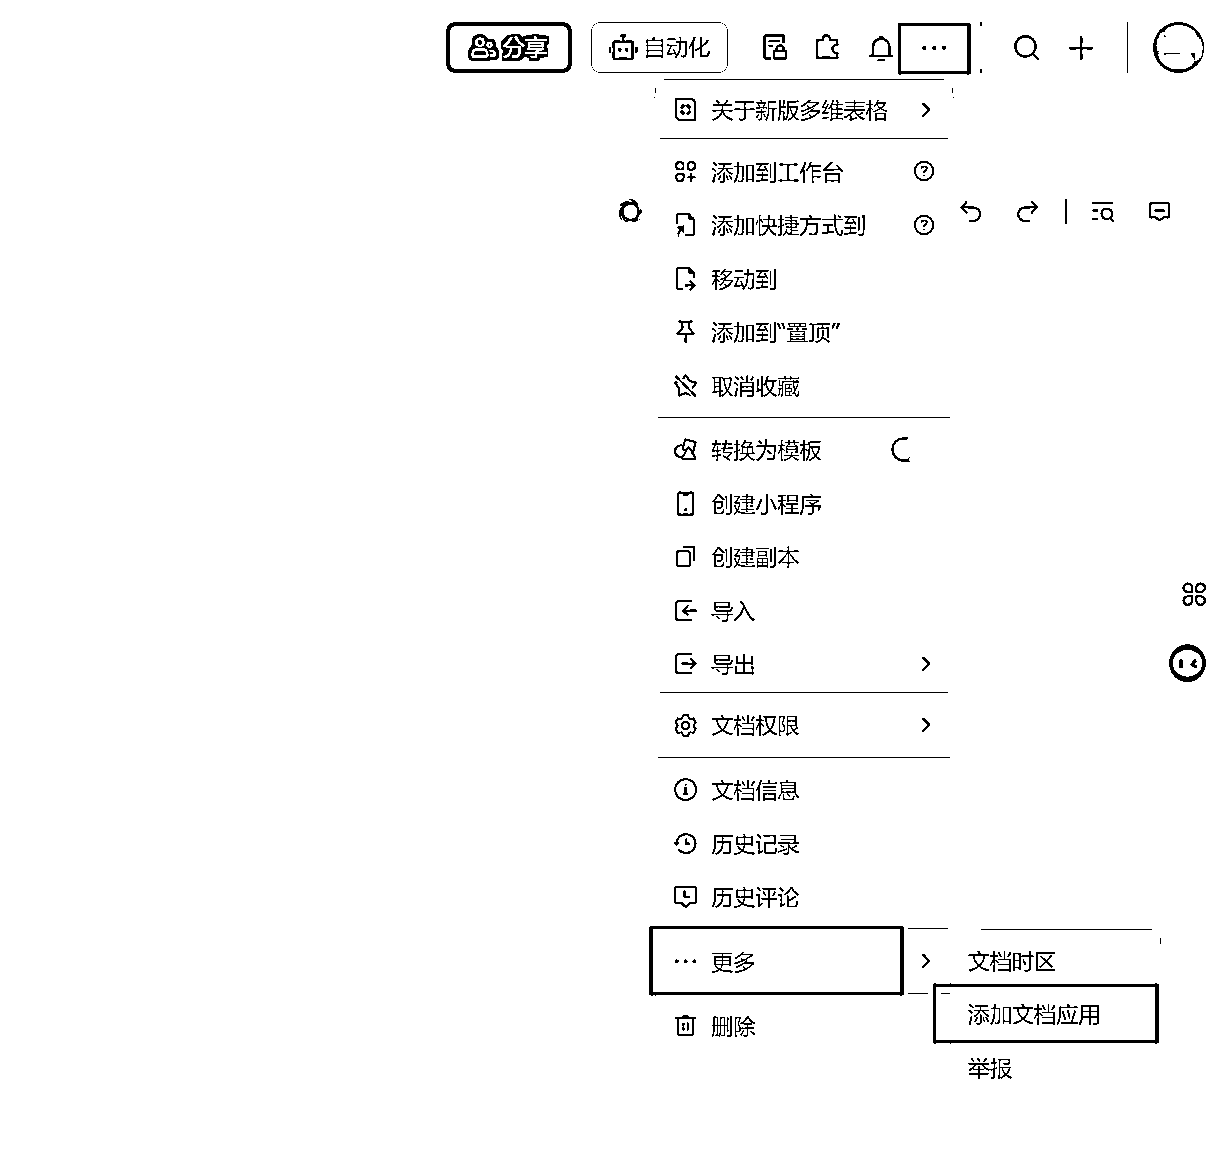 分享
自动化
关于新版多维表格
添加到工作台
添加快捷方式到
移动到
添加到“置顶”
取消收藏
转换为模板
创建小程序
创建副本
导入
导出
文档权限
文档信息
历史记录
历史评论
更多
文档时区
添加文档应用
删除
举报